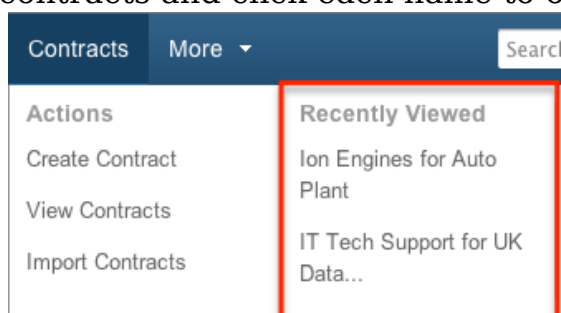 contracts and click each name to
Contracts More
Search
Actions
Create Contract
View Contracts
Import Contracts
Recently Viewed
Ion Engines for Auto
Plant
IT Tech Support for UK
Data...